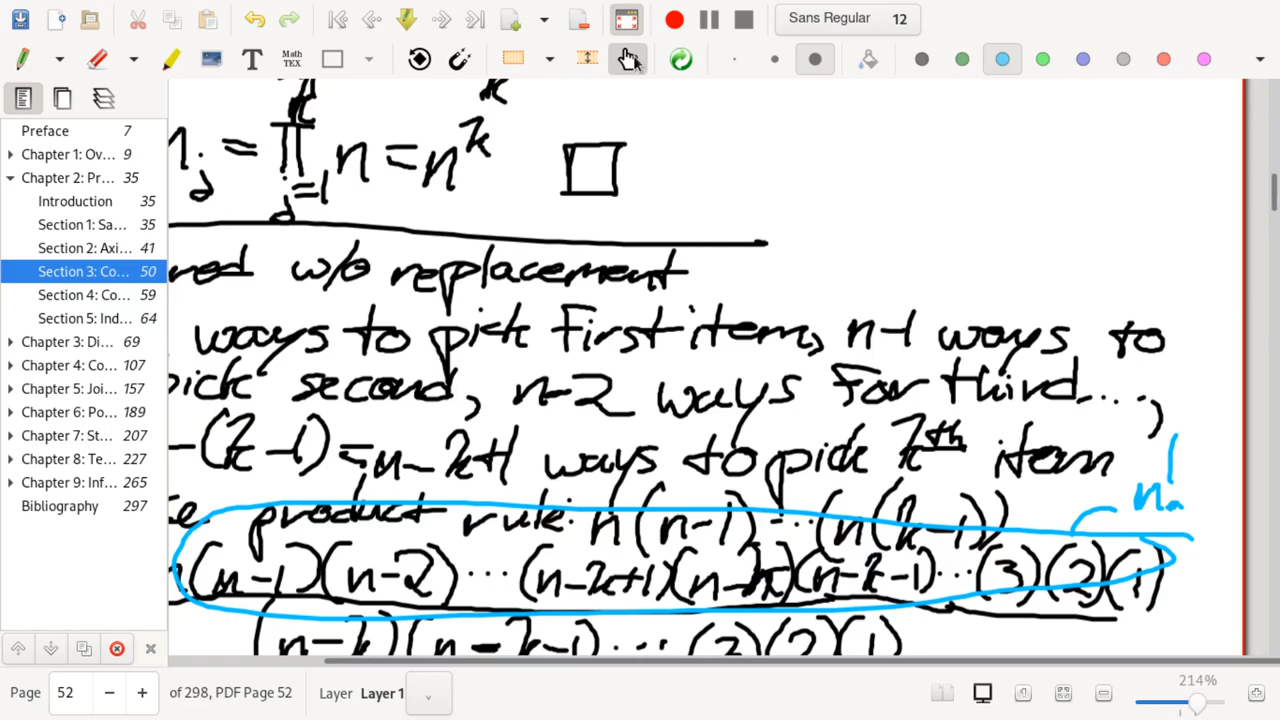 Sans Regular 12
Math
TEX
Preface 7
Chapter 1: Ov... 9
Chapter 2: Pr... 35
Introduction 35
Section 1: Sa... 35
Section 2: Axi... 41
Section 3: Co... 50
Section 4: Co... 59
Section 5: Ind... 64
Chapter 3: Di... 69
Chapter 4: Co... 107
Chapter 5: Joi... 157
Chapter 6: Po... 189
Chapter 7: St... 207
Chapter 8: Te... 227
Chapter 9: Inf... 265
Bibliography 297
k
n_j = ∏ n = n^k □
j=1
red w/o replacement
ways to pick first item, n-1 ways to
pick second, n-2 ways for third...,
-(k-1) = n-k+1 ways to pick kth item
product rule: n(n-1)...(n(k-1))
n!
(n-1)(n-2)...(n-k+1)(n-k)(n-k-1)...(3)(2)(1)
(n-k)(n-k-1)...(3)(2)(1)
Page 52 of 298, PDF Page 52 Layer Layer 1 214%